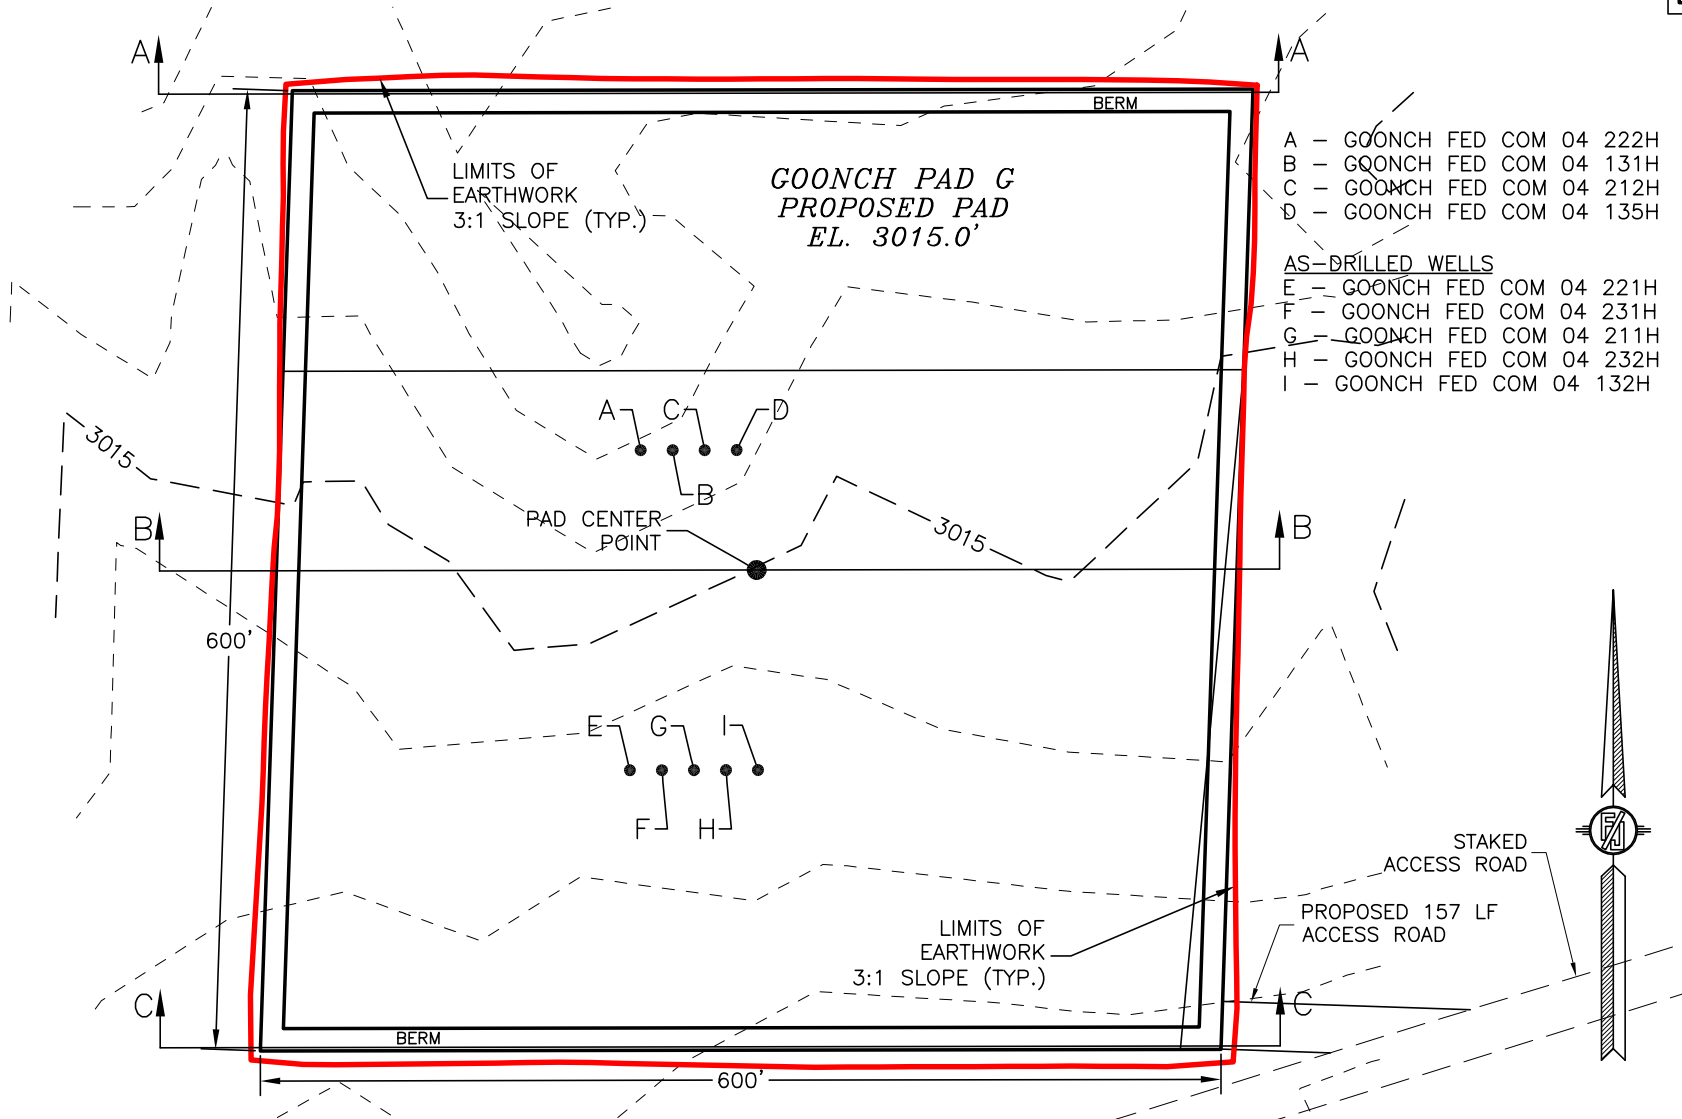 A
A
BERM
LIMITS OF
EARTHWORK
3:1 SLOPE (TYP.)
GOONCH PAD G
PROPOSED PAD
EL. 3015.0'
A – GOONCH FED COM 04 222H
B – GOONCH FED COM 04 131H
C – GOONCH FED COM 04 212H
D – GOONCH FED COM 04 135H
AS–DRILLED WELLS
E – GOONCH FED COM 04 221H
F – GOONCH FED COM 04 231H
G – GOONCH FED COM 04 211H
H – GOONCH FED COM 04 232H
I – GOONCH FED COM 04 132H
A
C
D
B
3015
B
PAD CENTER
POINT
3015
B
600'
E
G
I
F
H
STAKED
ACCESS ROAD
PROPOSED 157 LF
ACCESS ROAD
LIMITS OF
EARTHWORK
3:1 SLOPE (TYP.)
C
C
BERM
600'